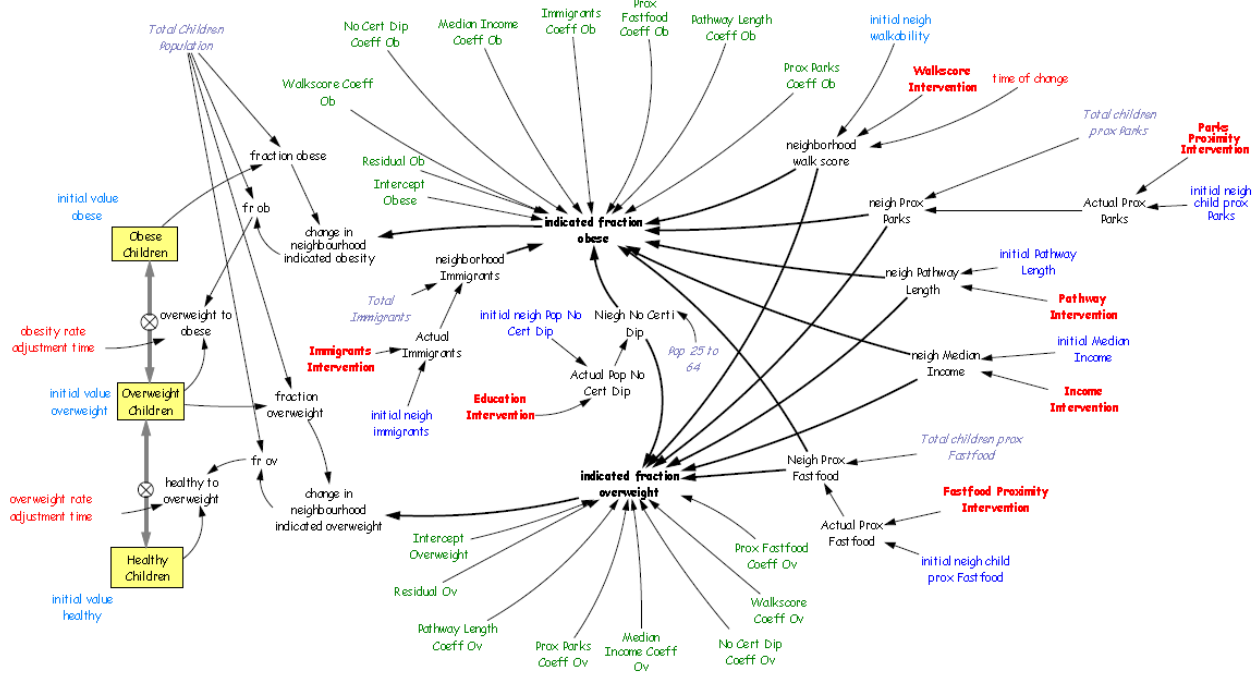 Total Children
Population
No Cert Dip
Coeff Ob
Median Income
Coeff Ob
Immigrants
Coeff Ob
Prox
Fastfood
Coeff Ob
Pathway Length
Coeff Ob
initial neigh
walkability
Walkscore Coeff
Ob
Prox Parks
Coeff Ob
Walkscore
Intervention
time of change
Total children
prox Parks
Parks
Proximity
Intervention
fraction obese
Residual Ob
Intercept
Obese
neighborhood
walk score
initial value
obese
fr ob
indicated fraction
obese
neigh Prox
Parks
Actual Prox
Parks
initial neigh
child prox
Parks
Obese
Children
change in
neighbourhood
indicated obesity
neighborhood
Immigrants
neigh Pathway
Length
initial Pathway
Length
Total
Immigrants
overweight to
obese
initial neigh Pop No
Cert Dip
Niegh No Certi
Dip
Pathway
Intervention
obesity rate
adjustment time
Actual
Immigrants
Immigrants
Intervention
Pop 25 to
64
neigh Median
Income
initial Median
Income
Actual Pop No
Cert Dip
initial value
overweight
Overweight
Children
fraction
overweight
initial neigh
immigrants
Education
Intervention
Income
Intervention
fr ov
Neigh Prox
Fastfood
Total children prox
Fastfood
healthy to
overweight
indicated fraction
overweight
overweight rate
adjustment time
change in
neighbourhood
indicated overweight
Fastfood Proximity
Intervention
Actual Prox
Fastfood
Intercept
Overweight
Prox Fastfood
Coeff Ov
initial neigh child
prox Fastfood
Healthy
Children
Residual Ov
initial value
healthy
Walkscore
Coeff Ov
Pathway Length
Coeff Ov
Prox Parks
Coeff Ov
Median
Income Coeff
Ov
No Cert Dip
Coeff Ov